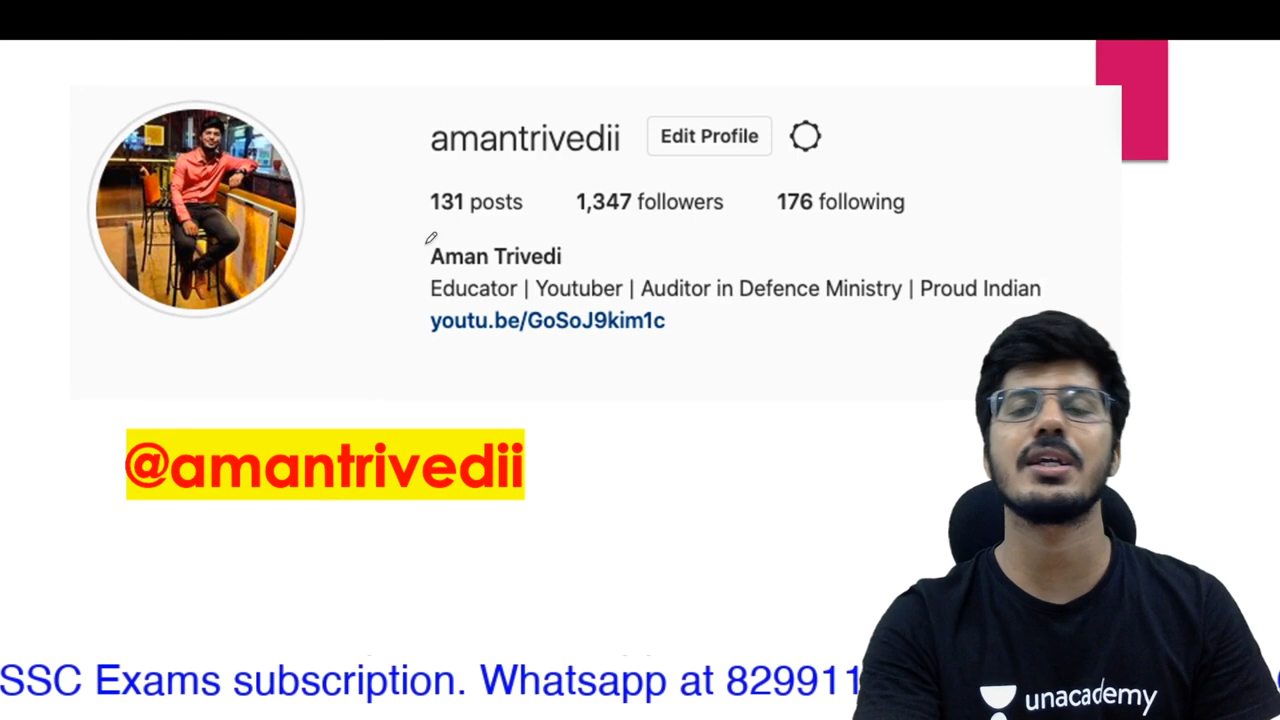 amantrivedii Edit Profile
131 posts 1,347 followers 176 following
Aman Trivedi
Educator | Youtuber | Auditor in Defence Ministry | Proud Indian
youtu.be/GoSoJ9kim1c
@amantrivedii
SSC Exams subscription. Whatsapp at 829911
unacademy